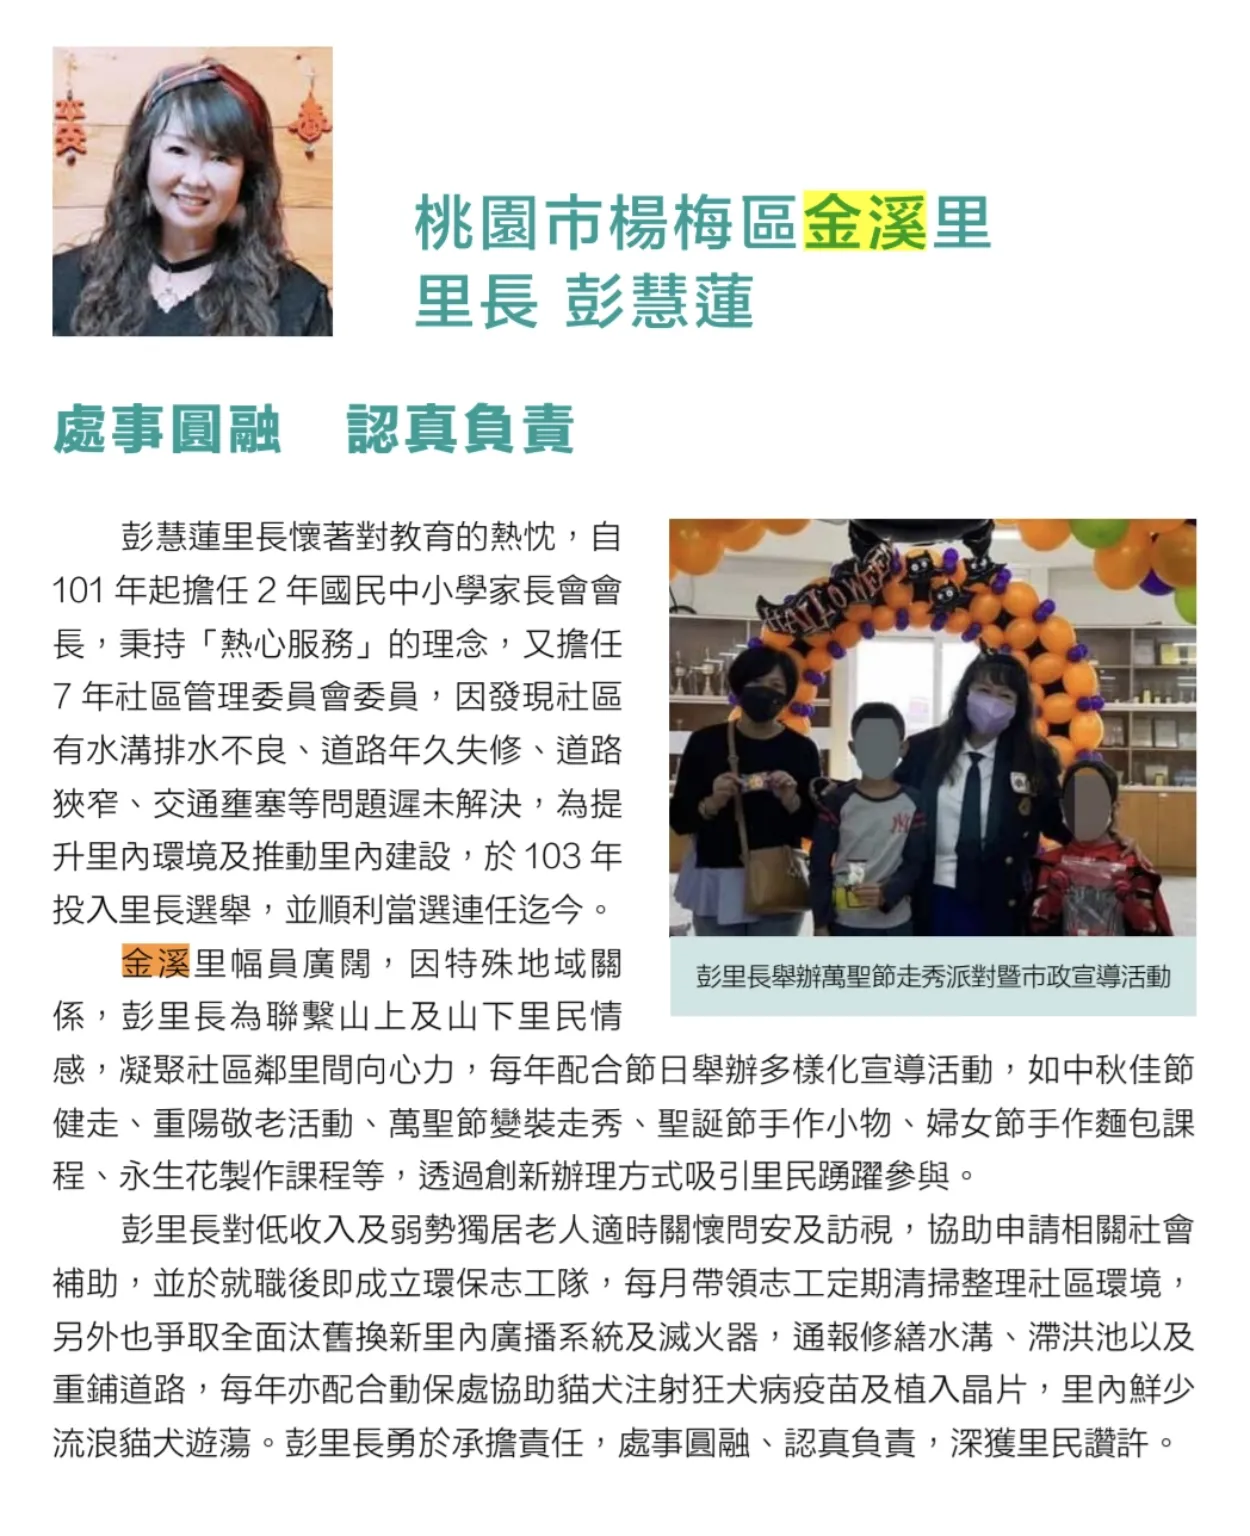 桃園市楊梅區金溪里
里長 彭慧蓮
處事圓融　認真負責
彭慧蓮里長懷著對教育的熱忱，自
101 年起擔任 2 年國民中小學家長會會
長，秉持「熱心服務」的理念，又擔任
7 年社區管理委員會委員，因發現社區
有水溝排水不良、道路年久失修、道路
狹窄、交通壅塞等問題遲未解決，為提
升里內環境及推動里內建設，於 103 年
投入里長選舉，並順利當選連任迄今。
HALLOWEEN
彭里長舉辦萬聖節走秀派對暨市政宣導活動
金溪里幅員廣闊，因特殊地域關
係，彭里長為聯繫山上及山下里民情
感，凝聚社區鄰里間向心力，每年配合節日舉辦多樣化宣導活動，如中秋佳節
健走、重陽敬老活動、萬聖節變裝走秀、聖誕節手作小物、婦女節手作麵包課
程、永生花製作課程等，透過創新辦理方式吸引里民踴躍參與。
彭里長對低收入及弱勢獨居老人適時關懷問安及訪視，協助申請相關社會
補助，並於就職後即成立環保志工隊，每月帶領志工定期清掃整理社區環境，
另外也爭取全面汰舊換新里內廣播系統及滅火器，通報修繕水溝、滯洪池以及
重鋪道路，每年亦配合動保處協助貓犬注射狂犬病疫苗及植入晶片，里內鮮少
流浪貓犬遊蕩。彭里長勇於承擔責任，處事圓融、認真負責，深獲里民讚許。